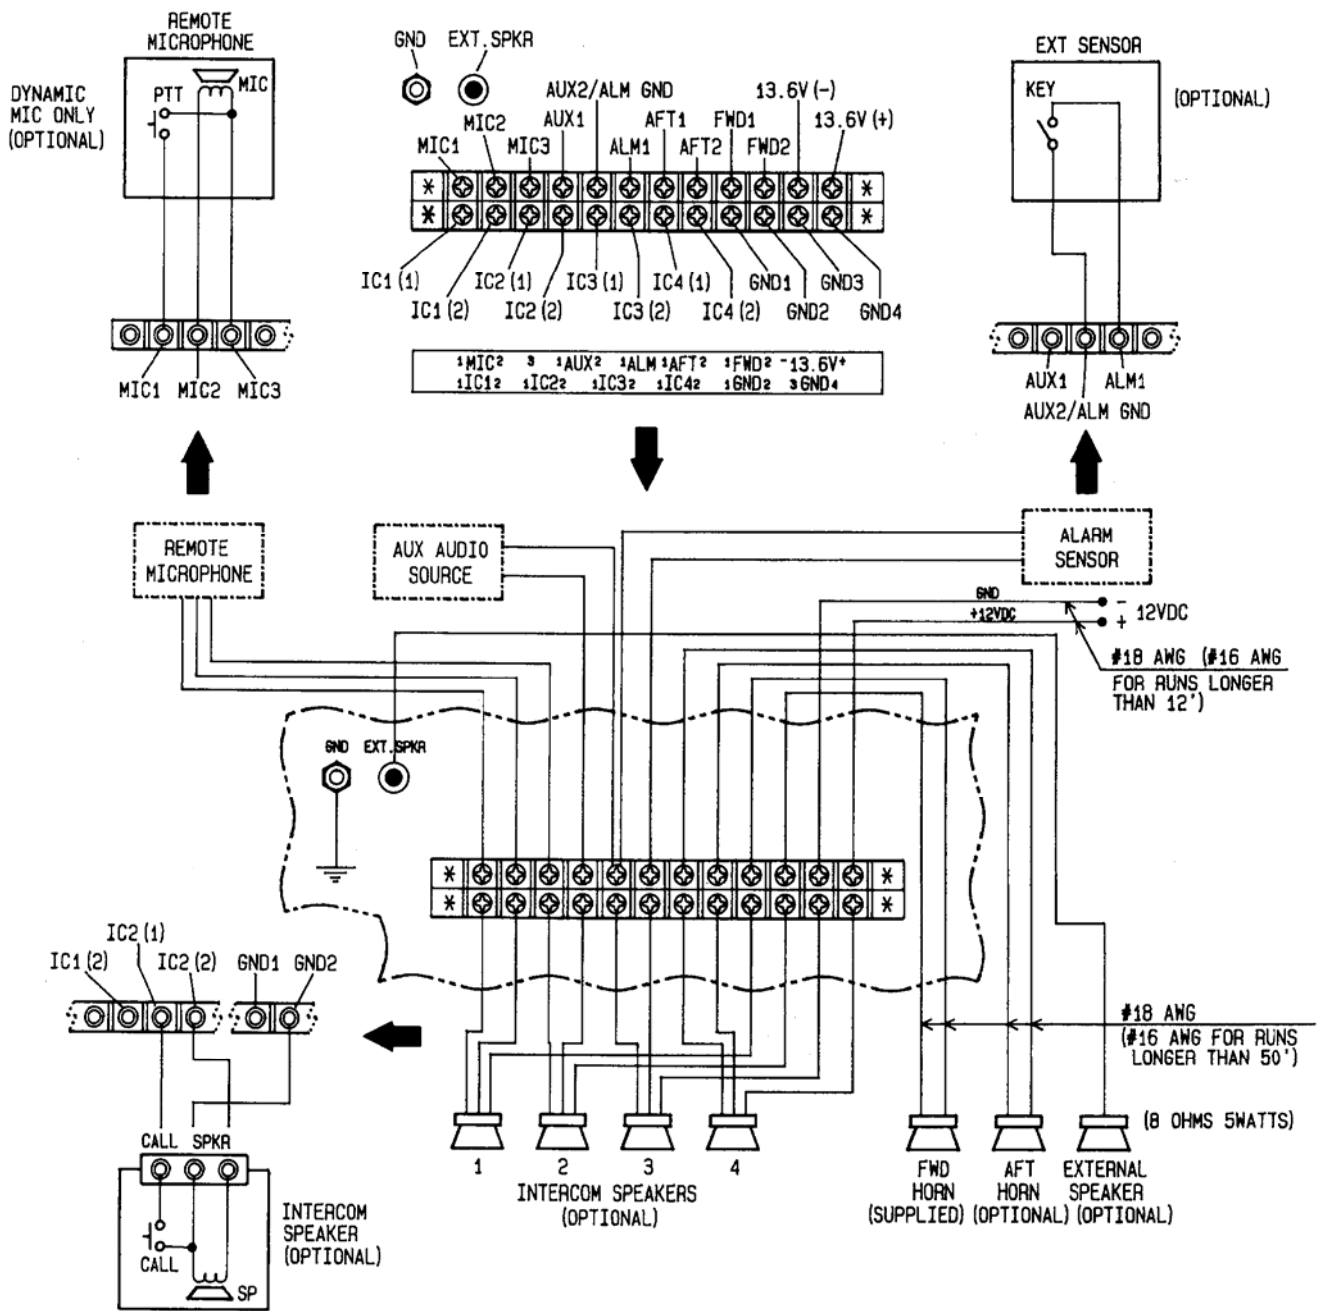 REMOTE
MICROPHONE
DYNAMIC
MIC ONLY
(OPTIONAL)
PTT
MIC
MIC1 MIC2 MIC3
GND EXT.SPKR
AUX2/ALM GND 13.6V(-)
MIC2 AUX1 AFT1 FWD1 13.6V(+)
MIC1 MIC3 ALM1 AFT2 FWD2
* *
* *
IC1(1) IC2(1) IC3(1) IC4(1) GND1 GND3
IC1(2) IC2(2) IC3(2) IC4(2) GND2 GND4
1MIC2 3 1AUX2 1ALM 1AFT2 1FWD2 -13.6V+
1IC12 1IC22 1IC32 1IC42 1GND2 3GND4
EXT SENSOR
KEY
(OPTIONAL)
AUX1 ALM1
AUX2/ALM GND
REMOTE
MICROPHONE
AUX AUDIO
SOURCE
ALARM
SENSOR
GND
+12VDC
-
+
12VDC
#18 AWG (#16 AWG
FOR RUNS LONGER
THAN 12')
GND EXT.SPKR
* *
* *
IC2(1)
IC1(2) IC2(2) GND1 GND2
#18 AWG
(#16 AWG FOR RUNS
LONGER THAN 50')
CALL SPKR
CALL
SP
INTERCOM
SPEAKER
(OPTIONAL)
1 2 3 4
INTERCOM SPEAKERS
(OPTIONAL)
(8 OHMS 5WATTS)
FWD
HORN
(SUPPLIED)
AFT
HORN
(OPTIONAL)
EXTERNAL
SPEAKER
(OPTIONAL)